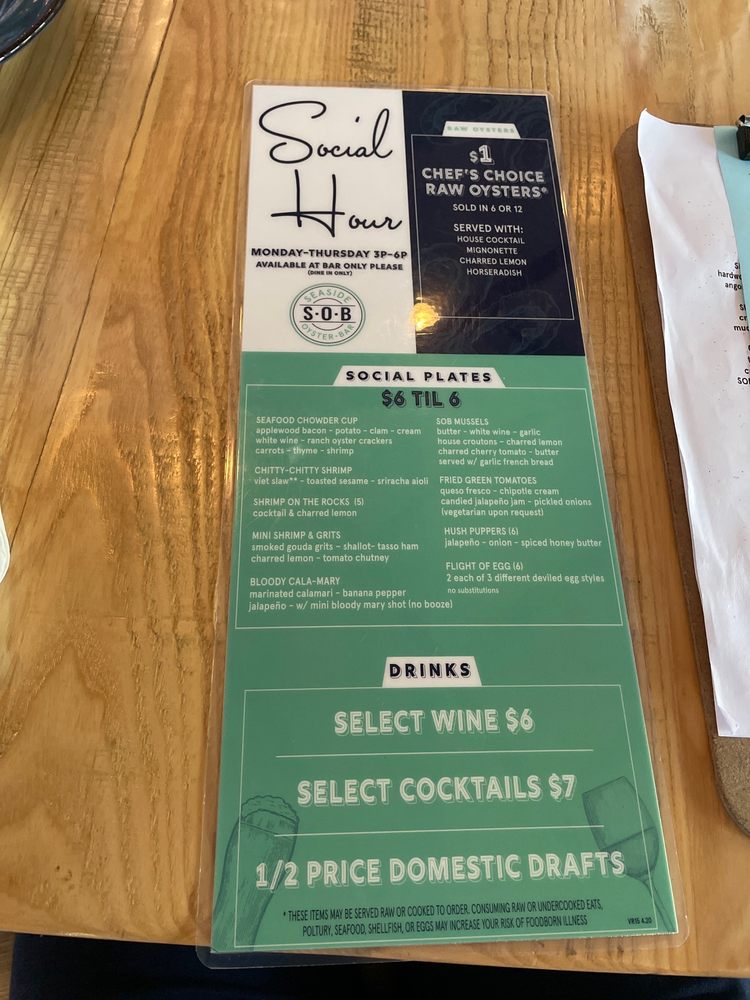 Social
Hour
MONDAY-THURSDAY 3P-6P
AVAILABLE AT BAR ONLY PLEASE
(DINE IN ONLY)
SEASIDE
S·O·B
OYSTER-BAR
RAW OYSTERS
$1
CHEF'S CHOICE
RAW OYSTERS*
SOLD IN 6 OR 12
SERVED WITH:
HOUSE COCKTAIL
MIGNONETTE
CHARRED LEMON
HORSERADISH
SOCIAL PLATES
$6 TIL 6
SEAFOOD CHOWDER CUP
applewood bacon - potato - clam - cream
white wine - ranch oyster crackers
carrots - thyme - shrimp
CHITTY-CHITTY SHRIMP
viet slaw** - toasted sesame - sriracha aioli
SHRIMP ON THE ROCKS (5)
cocktail & charred lemon
MINI SHRIMP & GRITS
smoked gouda grits - shallot- tasso ham
charred lemon - tomato chutney
BLOODY CALA-MARY
marinated calamari - banana pepper
jalapeño - w/ mini bloody mary shot (no booze)
SOB MUSSELS
butter - white wine - garlic
house croutons - charred lemon
charred cherry tomato - butter
served w/ garlic french bread
FRIED GREEN TOMATOES
queso fresco - chipotle cream
candied jalapeño jam - pickled onions
(vegetarian upon request)
HUSH PUPPERS (6)
jalapeño - onion - spiced honey butter
FLIGHT OF EGG (6)
2 each of 3 different deviled egg styles
no substitutions
DRINKS
SELECT WINE $6
SELECT COCKTAILS $7
1/2 PRICE DOMESTIC DRAFTS
* THESE ITEMS MAY BE SERVED RAW OR COOKED TO ORDER. CONSUMING RAW OR UNDERCOOKED EATS,
POLTURY, SEAFOOD, SHELLFISH, OR EGGS MAY INCREASE YOUR RISK OF FOODBORN ILLNESS
VR15 4.20